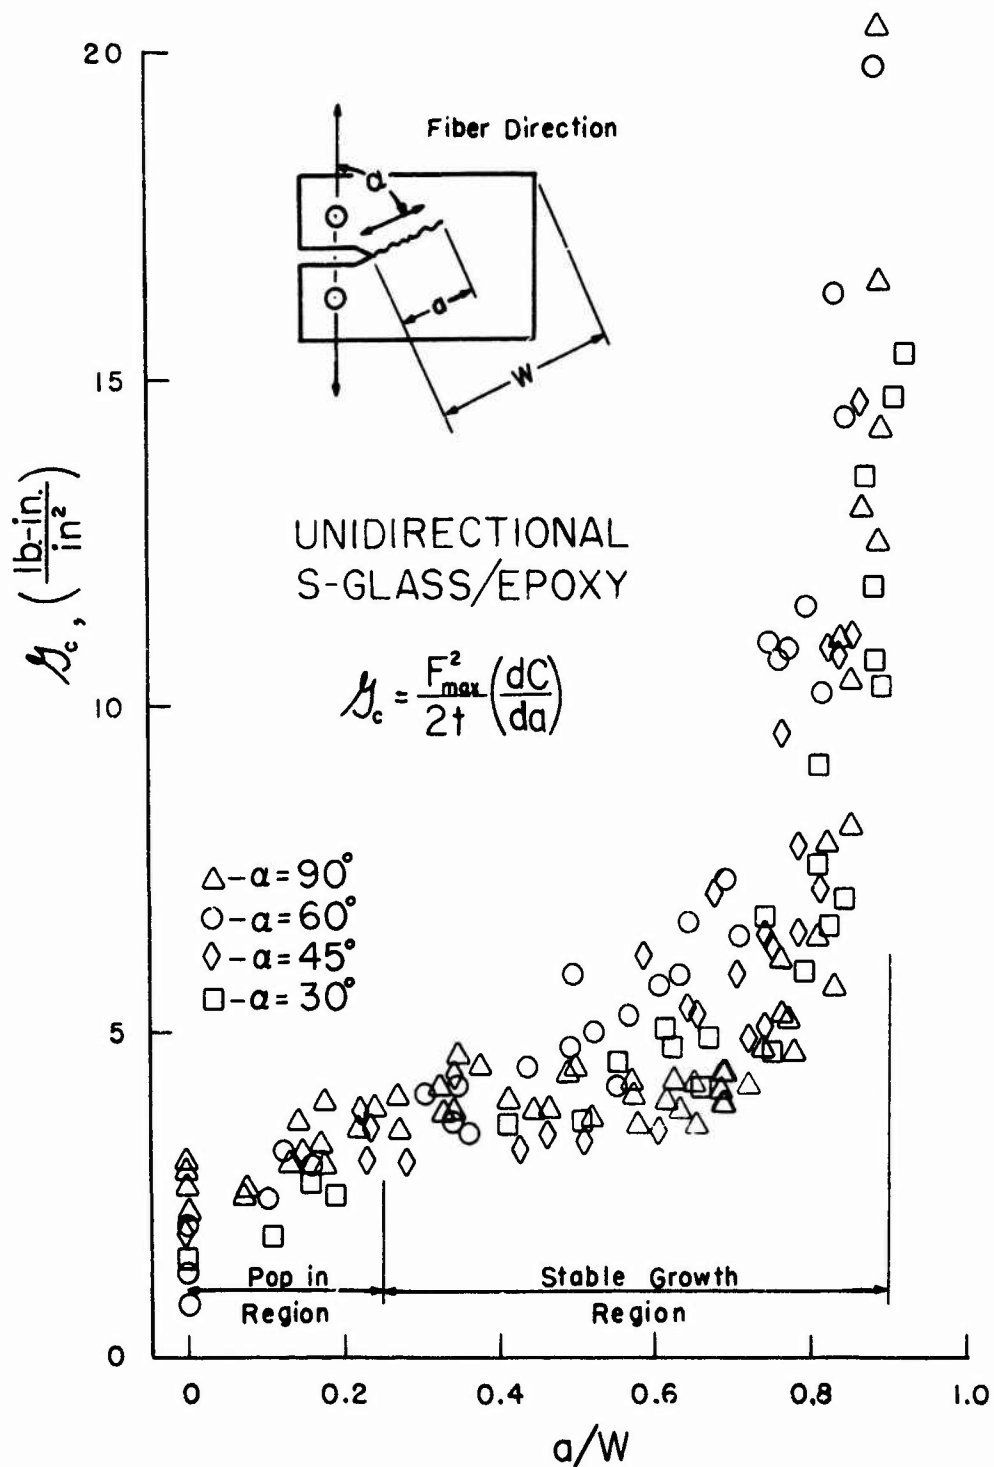 20
15
10
5
0
𝒢c, (lb.-in. / in²)
Fiber Direction
α
a
W
UNIDIRECTIONAL
S-GLASS/EPOXY
𝒢c = F²max / 2t (dC / da)
△-α=90°
○-α=60°
◊-α=45°
□-α=30°
Pop in
Region
Stable Growth
Region
0 0.2 0.4 0.6 0.8 1.0
a/W